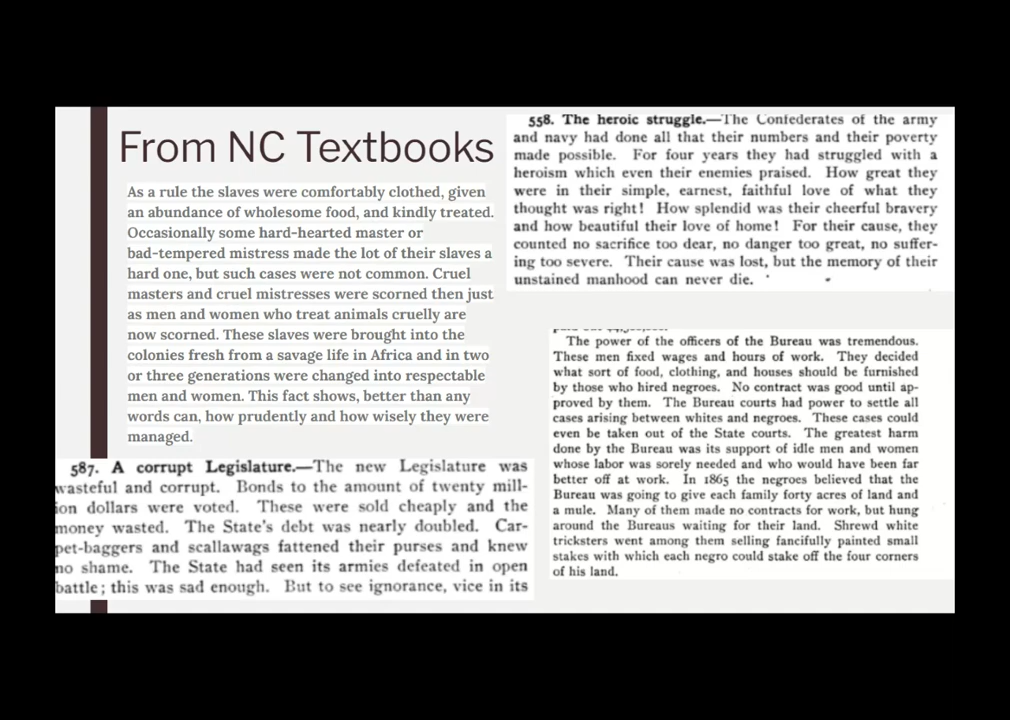 From NC Textbooks
As a rule the slaves were comfortably clothed, given
an abundance of wholesome food, and kindly treated.
Occasionally some hard-hearted master or
bad-tempered mistress made the lot of their slaves a
hard one, but such cases were not common. Cruel
masters and cruel mistresses were scorned then just
as men and women who treat animals cruelly are
now scorned. These slaves were brought into the
colonies fresh from a savage life in Africa and in two
or three generations were changed into respectable
men and women. This fact shows, better than any
words can, how prudently and how wisely they were
managed.
587. A corrupt Legislature.—The new Legislature was
wasteful and corrupt. Bonds to the amount of twenty mill-
ion dollars were voted. These were sold cheaply and the
money wasted. The State's debt was nearly doubled. Car-
pet-baggers and scallawags fattened their purses and knew
no shame. The State had seen its armies defeated in open
battle; this was sad enough. But to see ignorance, vice in its
558. The heroic struggle.—The Confederates of the army
and navy had done all that their numbers and their poverty
made possible. For four years they had struggled with a
heroism which even their enemies praised. How great they
were in their simple, earnest, faithful love of what they
thought was right! How splendid was their cheerful bravery
and how beautiful their love of home! For their cause, they
counted no sacrifice too dear, no danger too great, no suffer-
ing too severe. Their cause was lost, but the memory of their
unstained manhood can never die.
The power of the officers of the Bureau was tremendous.
These men fixed wages and hours of work. They decided
what sort of food, clothing, and houses should be furnished
by those who hired negroes. No contract was good until ap-
proved by them. The Bureau courts had power to settle all
cases arising between whites and negroes. These cases could
even be taken out of the State courts. The greatest harm
done by the Bureau was its support of idle men and women
whose labor was sorely needed and who would have been far
better off at work. In 1865 the negroes believed that the
Bureau was going to give each family forty acres of land and
a mule. Many of them made no contracts for work, but hung
around the Bureaus waiting for their land. Shrewd white
tricksters went among them selling fancifully painted small
stakes with which each negro could stake off the four corners
of his land.